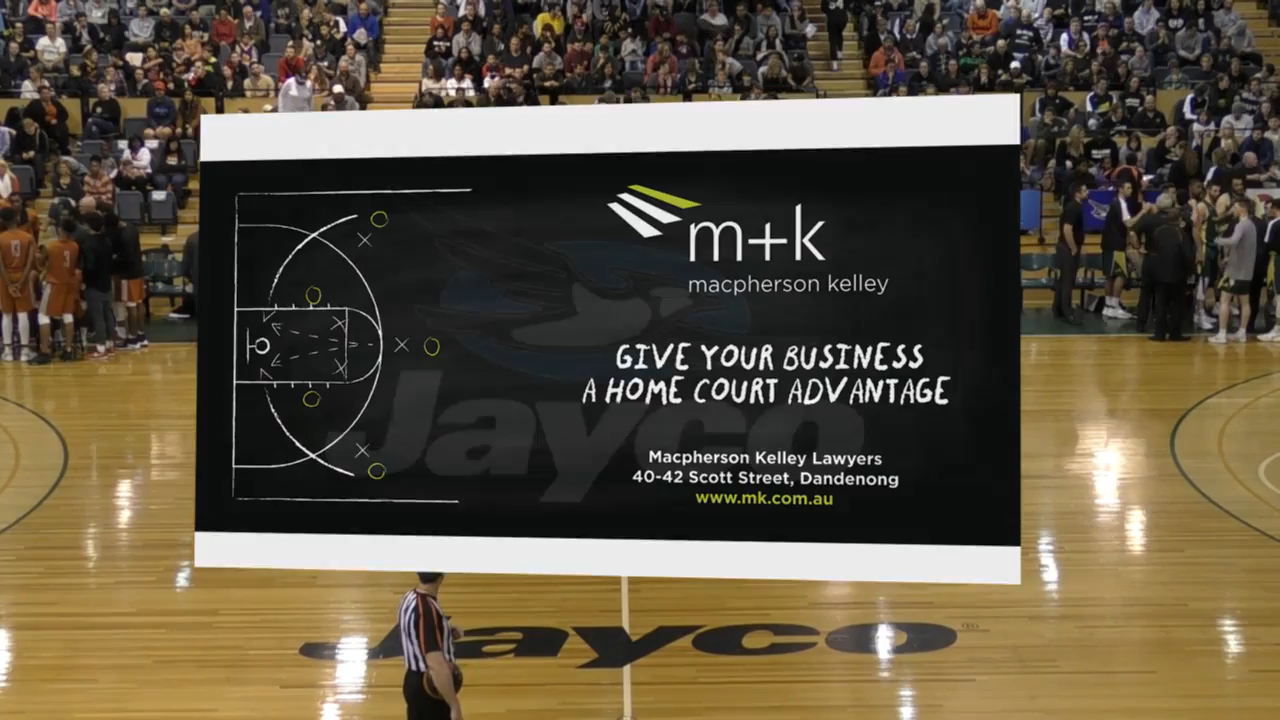 m+k
macpherson kelley
GIVE YOUR BUSINESS
A HOME COURT ADVANTAGE
Macpherson Kelley Lawyers
40-42 Scott Street, Dandenong
www.mk.com.au
Jayco
Jayco®